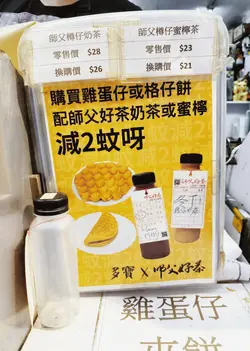 師父樽仔奶茶
零售價 $28
換購價 $26
師父樽仔蜜檸茶
零售價 $23
換購價 $21
購買雞蛋仔或格仔餅
配師父好茶奶茶或蜜檸
減2蚊呀
多寶 X 师父好茶
雞蛋仔
夾餅